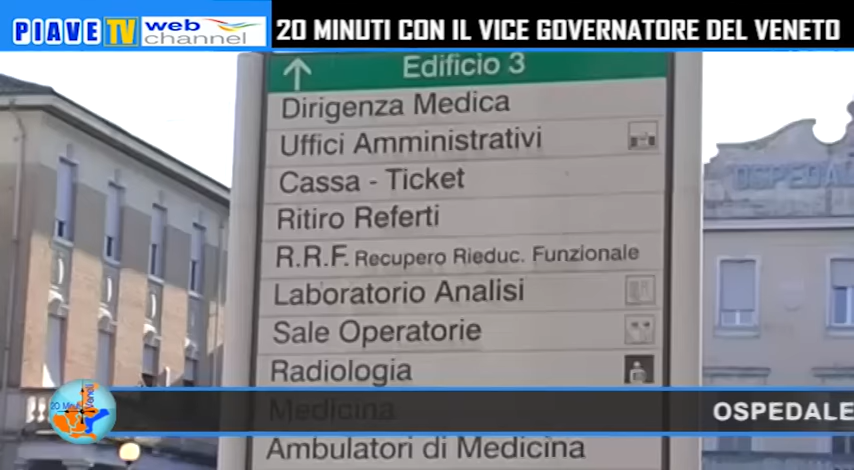 PIAVE TV web channel
20 MINUTI CON IL VICE GOVERNATORE DEL VENETO
Edificio 3
Dirigenza Medica
Uffici Amministrativi
Cassa - Ticket
Ritiro Referti
R.R.F. Recupero Rieduc. Funzionale
Laboratorio Analisi
Sale Operatorie
Radiologia
Medicina
Ambulatori di Medicina
OSPEDALE
OSPEDALE